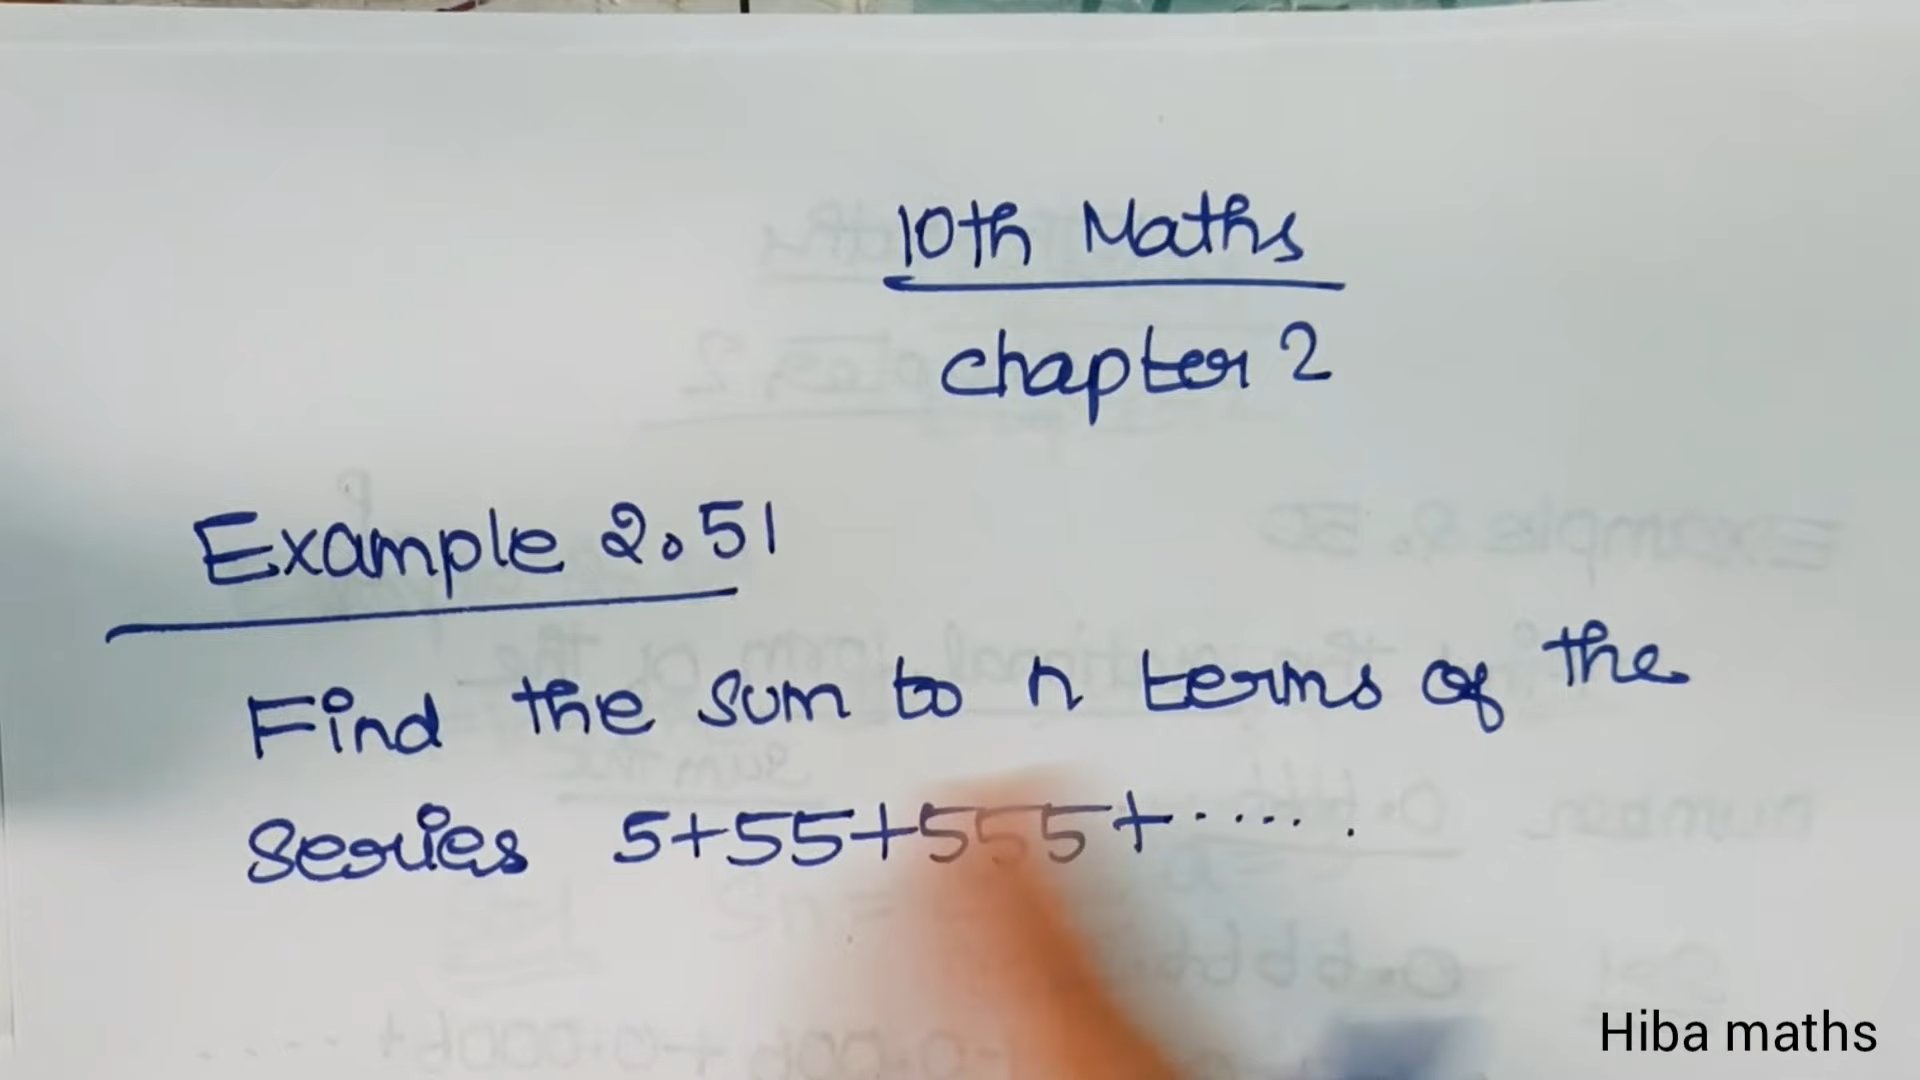 10th Maths
chapter 2
Example 2.51
Find the sum to n terms of the
series 5+55+555+......
Hiba maths